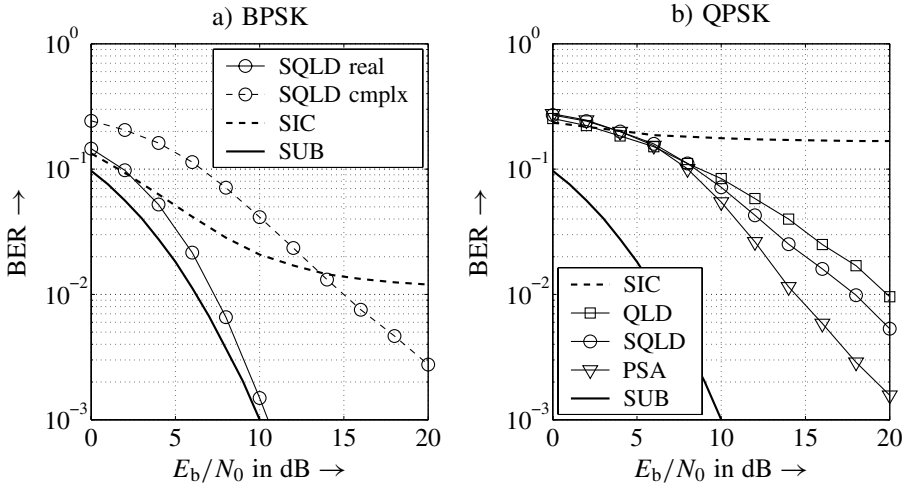 a) BPSK
10^0
10^-1
10^-2
10^-3
BER →
SQLD real
SQLD cmplx
SIC
SUB
0 5 10 15 20
E_b/N_0 in dB →
b) QPSK
10^0
10^-1
10^-2
10^-3
BER →
SIC
QLD
SQLD
PSA
SUB
0 5 10 15 20
E_b/N_0 in dB →